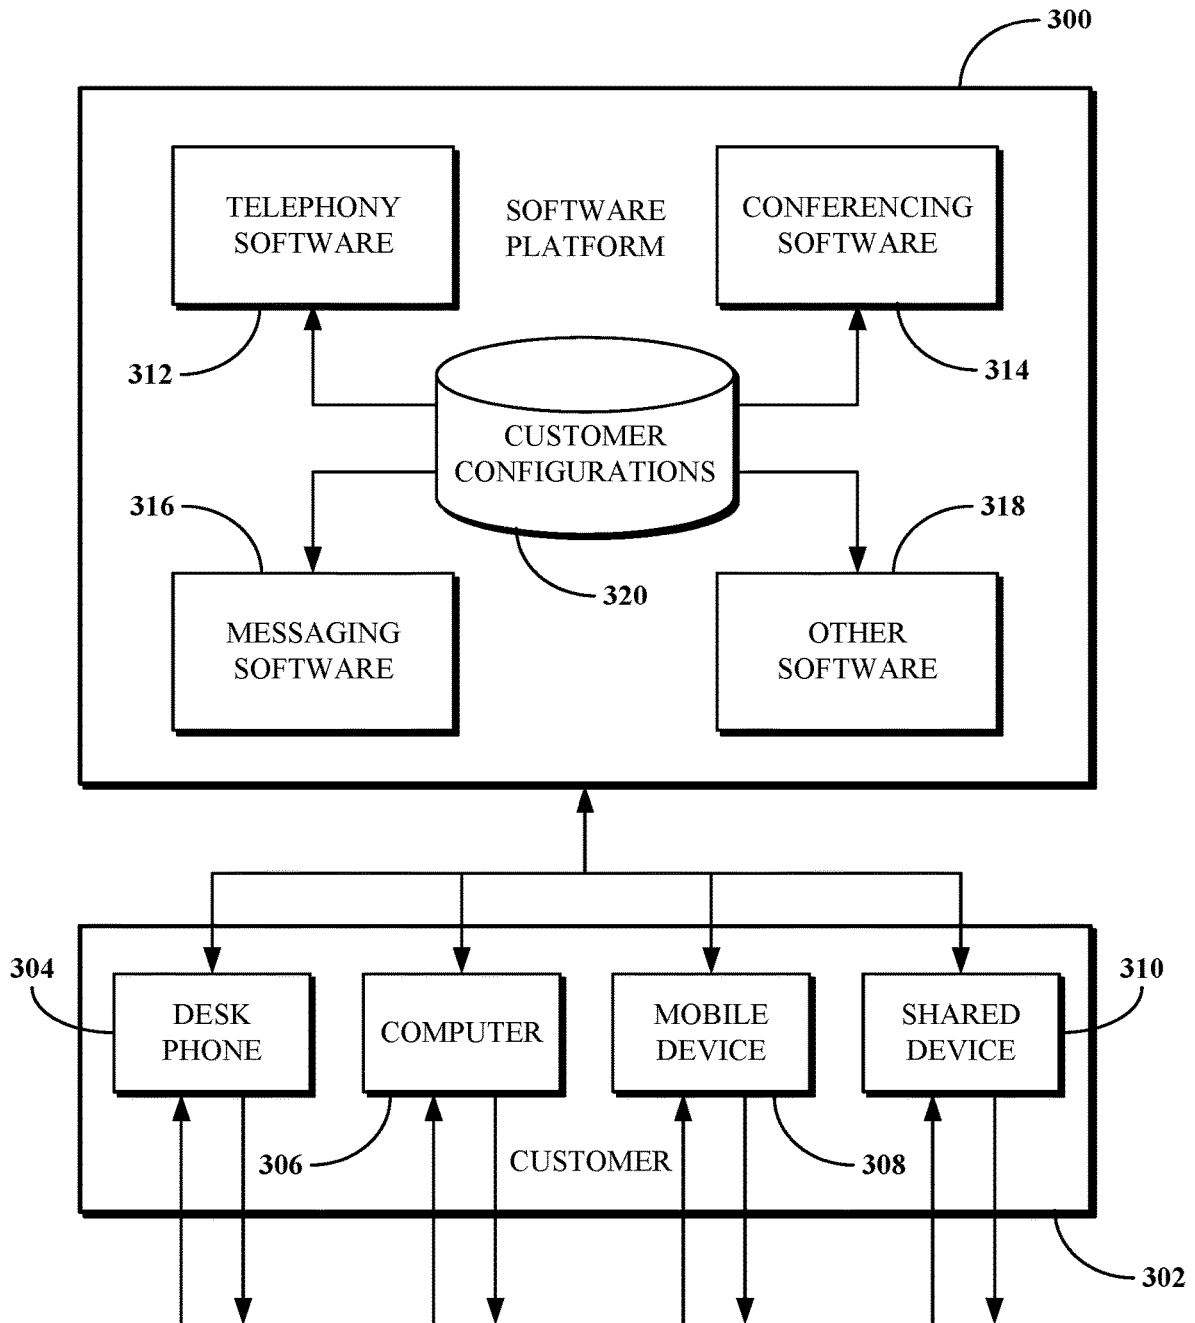 300
TELEPHONY
SOFTWARE
SOFTWARE
PLATFORM
CONFERENCING
SOFTWARE
312
314
CUSTOMER
CONFIGURATIONS
316
318
320
MESSAGING
SOFTWARE
OTHER
SOFTWARE
304
310
DESK
PHONE
COMPUTER
MOBILE
DEVICE
SHARED
DEVICE
306
CUSTOMER
308
302